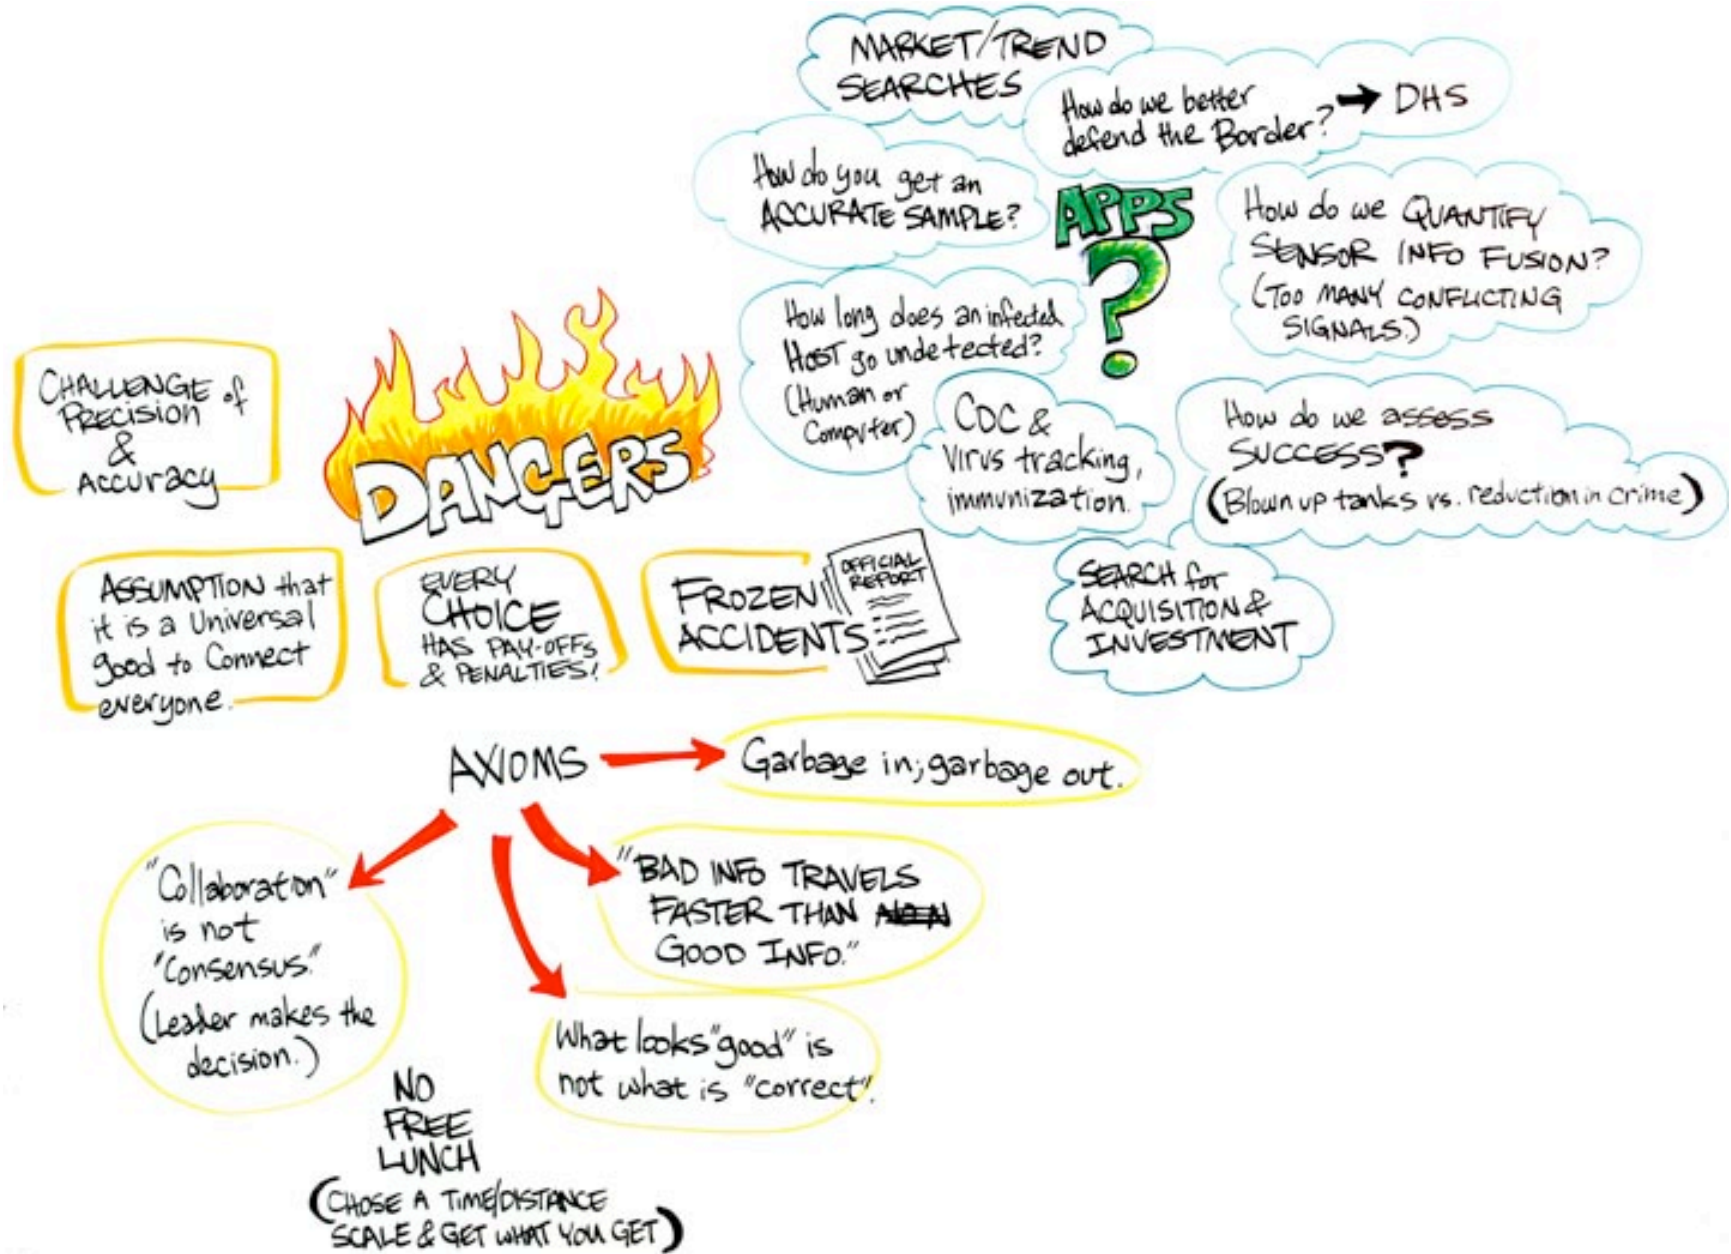 MARKET/TREND
SEARCHES
How do we better
defend the Border? → DHS
How do you get an
ACCURATE SAMPLE?
APPS
?
How do we QUANTIFY
SENSOR INFO FUSION?
(TOO MANY CONFLICTING
SIGNALS.)
How long does an infected
HOST go undetected?
(Human or
Computer)
CDC &
Virus tracking,
immunization.
How do we assess
SUCCESS?
(Blown up tanks vs. reduction in crime)
SEARCH for
ACQUISITION &
INVESTMENT
DANGERS
CHALLENGE of
PRECISION
&
Accuracy
ASSUMPTION that
it is a Universal
good to Connect
everyone.
EVERY
CHOICE
HAS PAY-OFFS
& PENALTIES!
FROZEN
ACCIDENTS
OFFICIAL
REPORT
AXIOMS
Garbage in; garbage out.
"Collaboration"
is not
"Consensus."
(Leader makes the
decision.)
"BAD INFO TRAVELS
FASTER THAN
GOOD INFO."
What looks "good" is
not what is "correct".
NO
FREE
LUNCH
(CHOSE A TIME/DISTANCE
SCALE & GET WHAT YOU GET)